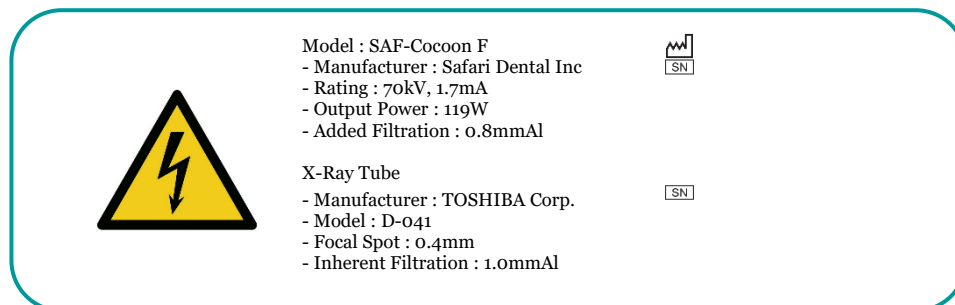 Model : SAF-Cocoon F
- Manufacturer : Safari Dental Inc
SN
- Rating : 70kV, 1.7mA
- Output Power : 119W
- Added Filtration : 0.8mmAl
X-Ray Tube
- Manufacturer : TOSHIBA Corp.
SN
- Model : D-041
- Focal Spot : 0.4mm
- Inherent Filtration : 1.0mmAl